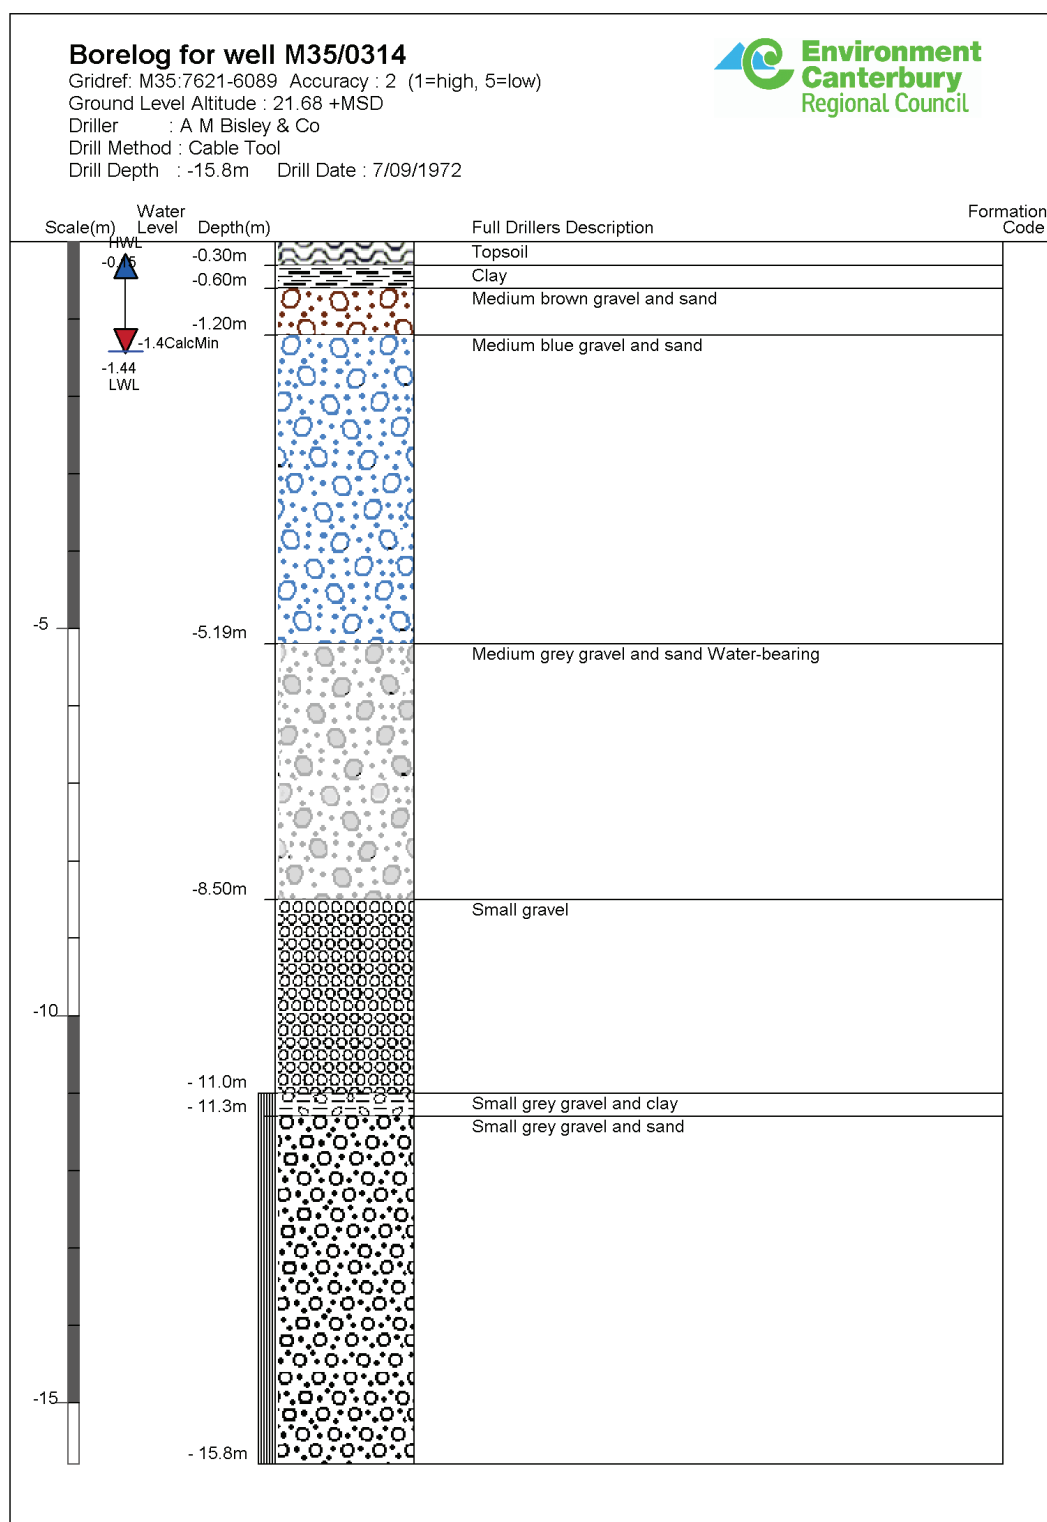 Borelog for well M35/0314
Gridref: M35:7621-6089 Accuracy : 2 (1=high, 5=low)
Ground Level Altitude : 21.68 +MSD
Driller : A M Bisley & Co
Drill Method : Cable Tool
Drill Depth : -15.8m Drill Date : 7/09/1972
Environment
Canterbury
Regional Council
Scale(m) Water Level Depth(m) Full Drillers Description Formation Code
HWL
-0.30m Topsoil
-0.60m Clay
Medium brown gravel and sand
-1.20m
-1.4CalcMin Medium blue gravel and sand
-1.44
LWL
-5 -5.19m
Medium grey gravel and sand Water-bearing
-8.50m
Small gravel
-10
- 11.0m
- 11.3m Small grey gravel and clay
Small grey gravel and sand
-15
- 15.8m